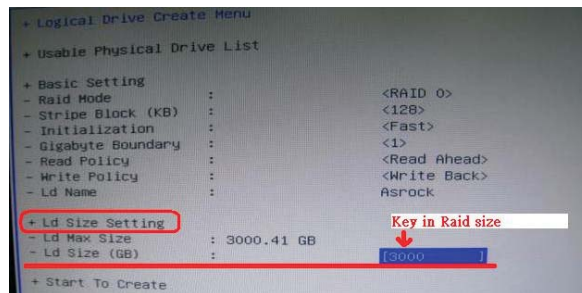 + Logical Drive Create Menu
+ Usable Physical Drive List
+ Basic Setting
- Raid Mode : <RAID 0>
- Stripe Block (KB) : <128>
- Initialization : <Fast>
- Gigabyte Boundary : <1>
- Read Policy : <Read Ahead>
- Write Policy : <Write Back>
- Ld Name : Asrock
+ Ld Size Setting
Key in Raid size
- Ld Max Size : 3000.41 GB
- Ld Size (GB) : [3000 ]
+ Start To Create